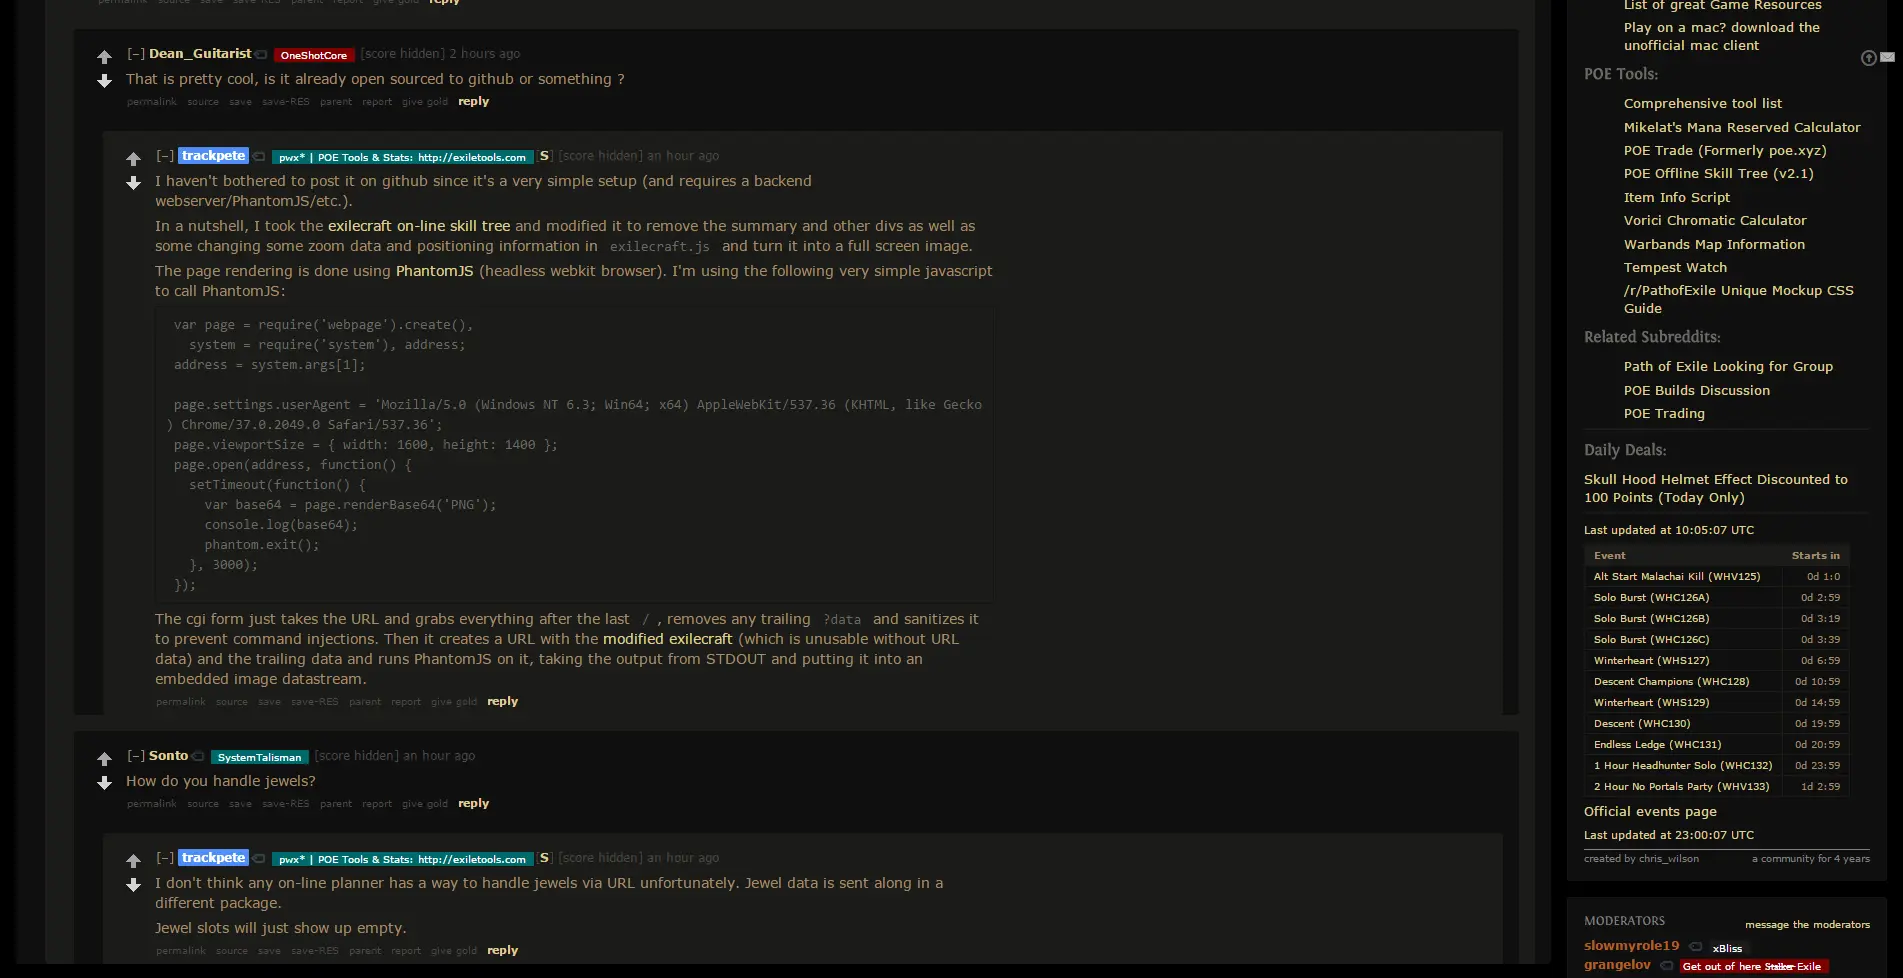 permalink source save save-RES parent report give gold reply
[–] Dean_Guitarist OneShotCore [score hidden] 2 hours ago
That is pretty cool, is it already open sourced to github or something ?
permalink source save save-RES parent report give gold reply
[–] trackpete pwx* | POE Tools & Stats: http://exiletools.com [S] [score hidden] an hour ago
I haven't bothered to post it on github since it's a very simple setup (and requires a backend
webserver/PhantomJS/etc.).
In a nutshell, I took the exilecraft on-line skill tree and modified it to remove the summary and other divs as well as
some changing some zoom data and positioning information in exilecraft.js and turn it into a full screen image.
The page rendering is done using PhantomJS (headless webkit browser). I'm using the following very simple javascript
to call PhantomJS:
var page = require('webpage').create(),
system = require('system'), address;
address = system.args[1];
page.settings.userAgent = 'Mozilla/5.0 (Windows NT 6.3; Win64; x64) AppleWebKit/537.36 (KHTML, like Gecko
) Chrome/37.0.2049.0 Safari/537.36';
page.viewportSize = { width: 1600, height: 1400 };
page.open(address, function() {
setTimeout(function() {
var base64 = page.renderBase64('PNG');
console.log(base64);
phantom.exit();
}, 3000);
});
The cgi form just takes the URL and grabs everything after the last / , removes any trailing ?data and sanitizes it
to prevent command injections. Then it creates a URL with the modified exilecraft (which is unusable without URL
data) and the trailing data and runs PhantomJS on it, taking the output from STDOUT and putting it into an
embedded image datastream.
permalink source save save-RES parent report give gold reply
[–] Sonto SystemTalisman [score hidden] an hour ago
How do you handle jewels?
permalink source save save-RES parent report give gold reply
[–] trackpete pwx* | POE Tools & Stats: http://exiletools.com [S] [score hidden] an hour ago
I don't think any on-line planner has a way to handle jewels via URL unfortunately. Jewel data is sent along in a
different package.
Jewel slots will just show up empty.
permalink source save save-RES parent report give gold reply
List of great Game Resources
Play on a mac? download the
unofficial mac client
POE Tools:
Comprehensive tool list
Mikelat's Mana Reserved Calculator
POE Trade (Formerly poe.xyz)
POE Offline Skill Tree (v2.1)
Item Info Script
Vorici Chromatic Calculator
Warbands Map Information
Tempest Watch
/r/PathofExile Unique Mockup CSS
Guide
Related Subreddits:
Path of Exile Looking for Group
POE Builds Discussion
POE Trading
Daily Deals:
Skull Hood Helmet Effect Discounted to
100 Points (Today Only)
Last updated at 10:05:07 UTC
Event Starts in
Alt Start Malachai Kill (WHV125) 0d 1:0
Solo Burst (WHC126A) 0d 2:59
Solo Burst (WHC126B) 0d 3:19
Solo Burst (WHC126C) 0d 3:39
Winterheart (WHS127) 0d 6:59
Descent Champions (WHC128) 0d 10:59
Winterheart (WHS129) 0d 14:59
Descent (WHC130) 0d 19:59
Endless Ledge (WHC131) 0d 20:59
1 Hour Headhunter Solo (WHC132) 0d 23:59
2 Hour No Portals Party (WHV133) 1d 2:59
Official events page
Last updated at 23:00:07 UTC
created by chris_wilson a community for 4 years
MODERATORS message the moderators
slowmyrole19 xBliss
grangelov Get out of here Stalker Exile